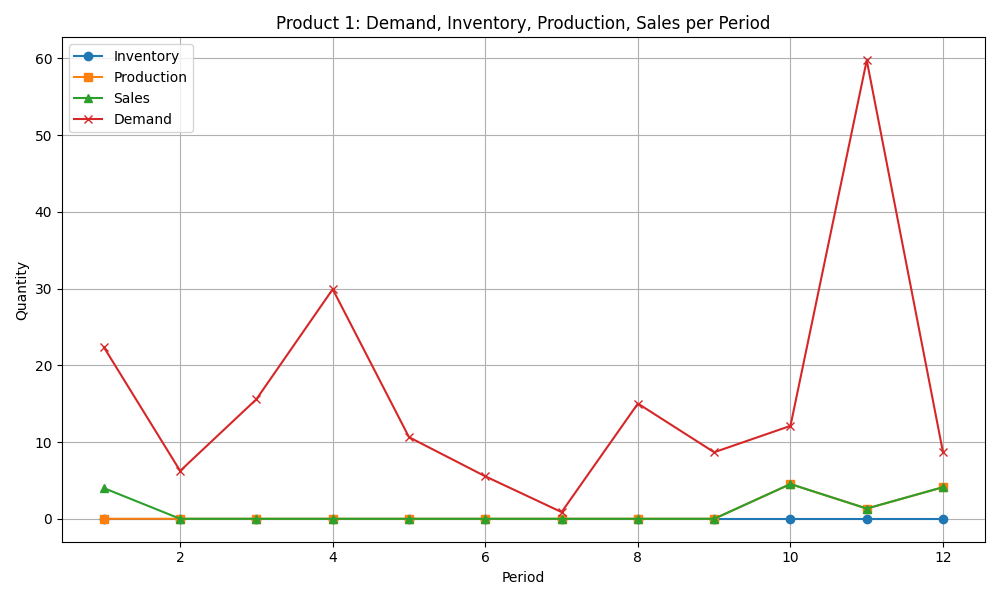 Product 1: Demand, Inventory, Production, Sales per Period
Inventory
Production
Sales
Demand
60
50
40
30
20
10
0
Quantity
2
4
6
8
10
12
Period